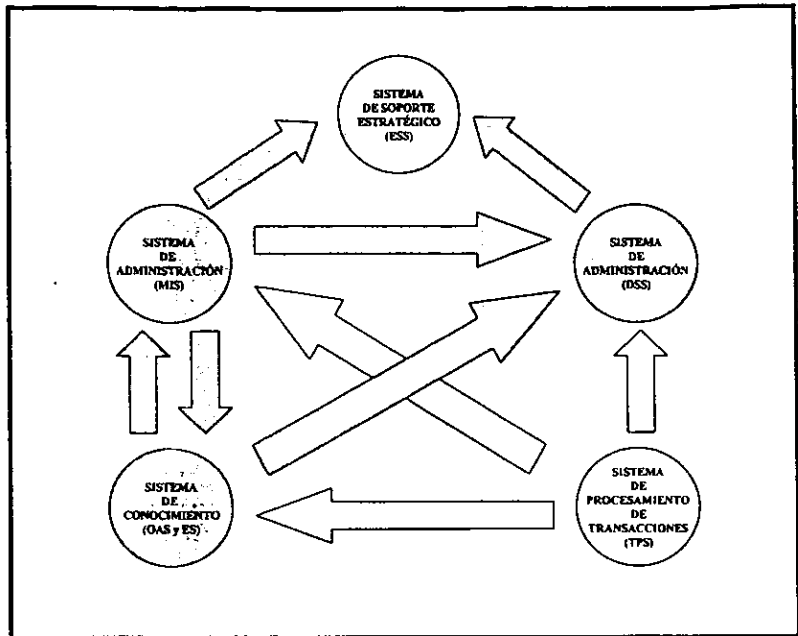 SISTEMA
DE SOPORTE
ESTRATÉGICO
(ESS)
SISTEMA
DE
ADMINISTRACIÓN
(MIS)
SISTEMA
DE
ADMINISTRACIÓN
(DSS)
SISTEMA
DE
CONOCIMIENTO
(OAS y ES)
SISTEMA
DE
PROCESAMIENTO
DE
TRANSACCIONES
(TPS)